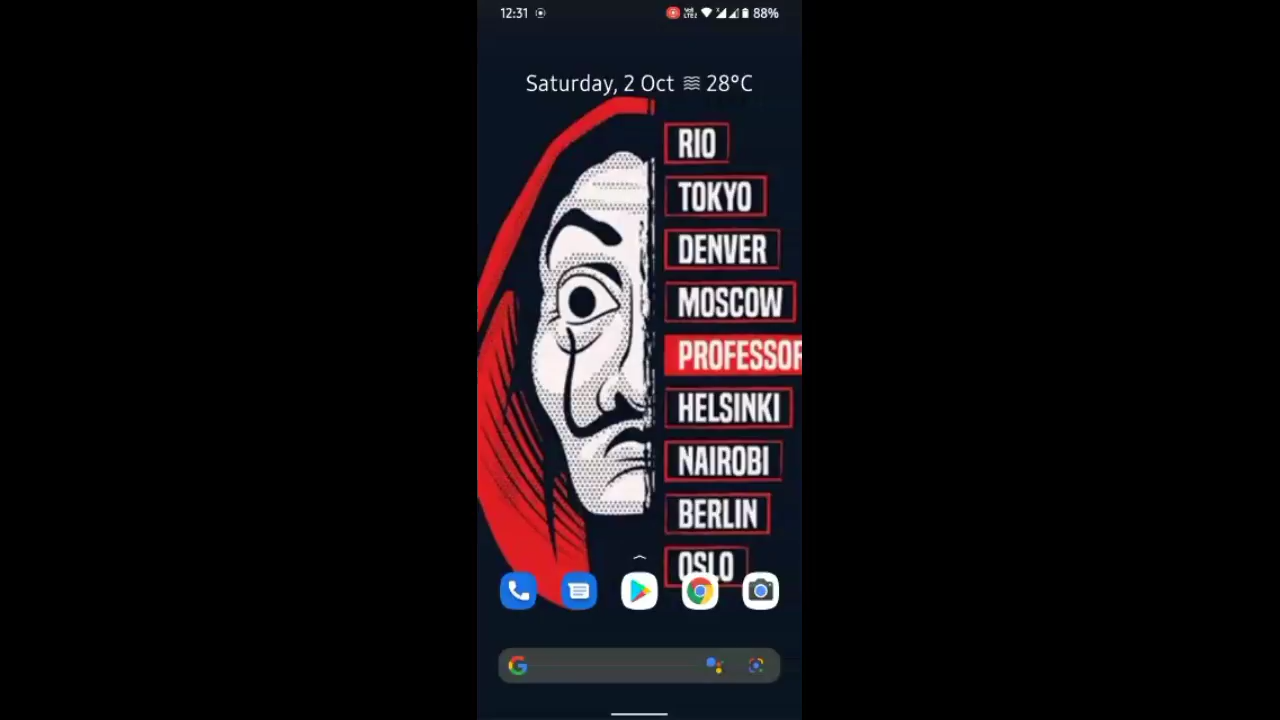 12:31 88%
Saturday, 2 Oct 28°C
RIO
TOKYO
DENVER
MOSCOW
PROFESSOR
HELSINKI
NAIROBI
BERLIN
OSLO